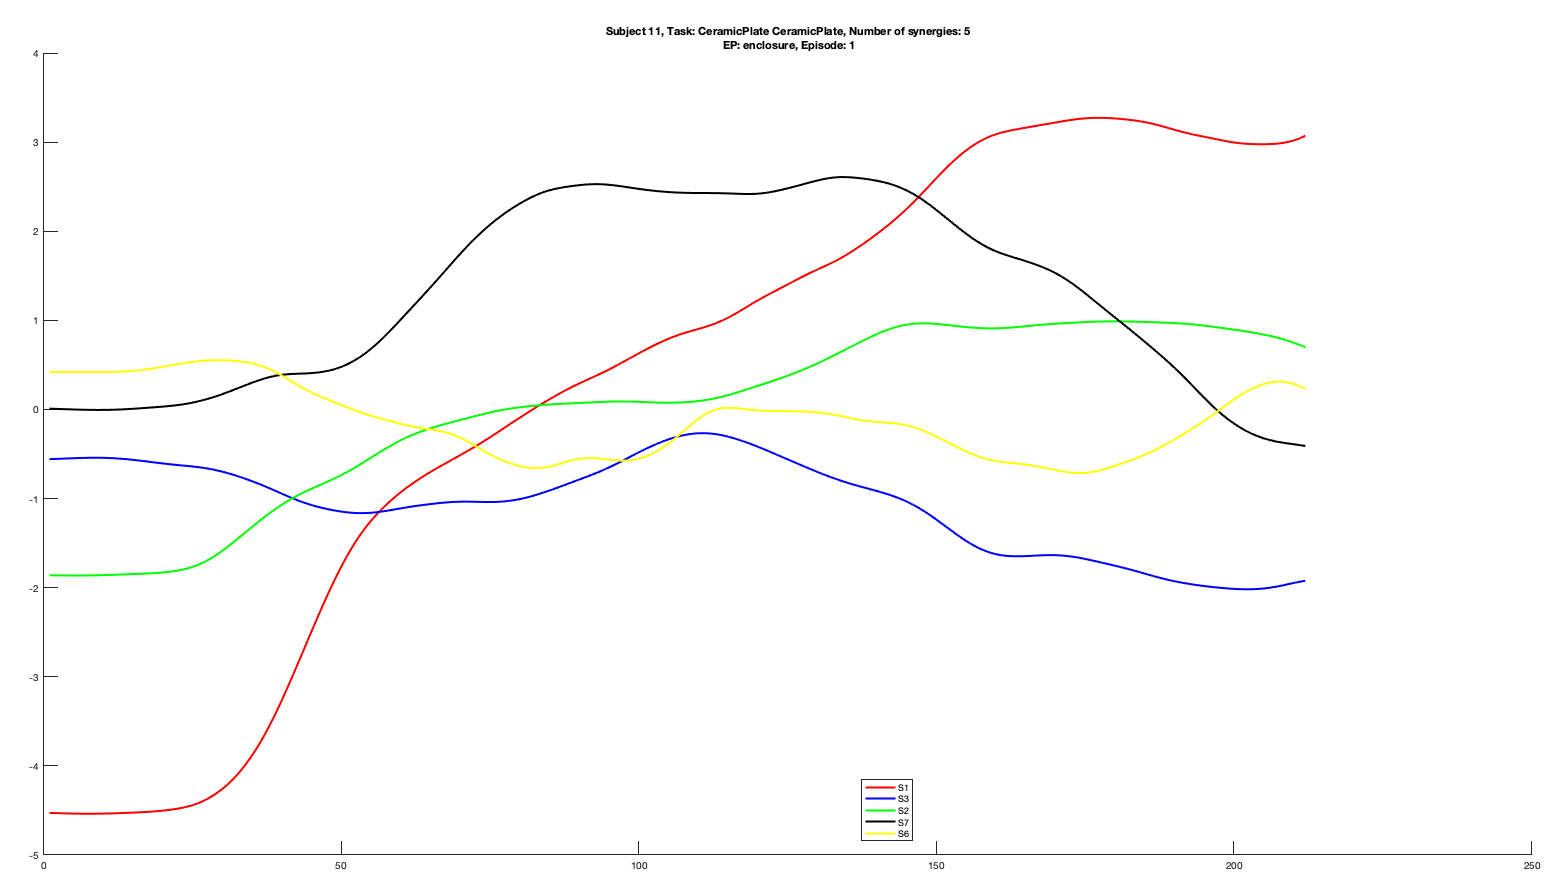 Subject 11, Task: CeramicPlate CeramicPlate, Number of synergies: 5
EP: enclosure, Episode: 1
4
3
2
1
0
-1
-2
-3
-4
-5
0 50 100 150 200 250
S1
S3
S2
S7
S6